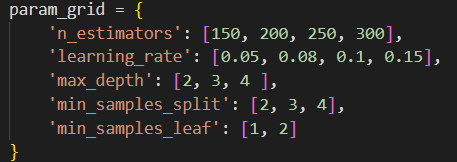 param_grid = {
    'n_estimators': [150, 200, 250, 300],
    'learning_rate': [0.05, 0.08, 0.1, 0.15],
    'max_depth': [2, 3, 4 ],
    'min_samples_split': [2, 3, 4],
    'min_samples_leaf': [1, 2]
}